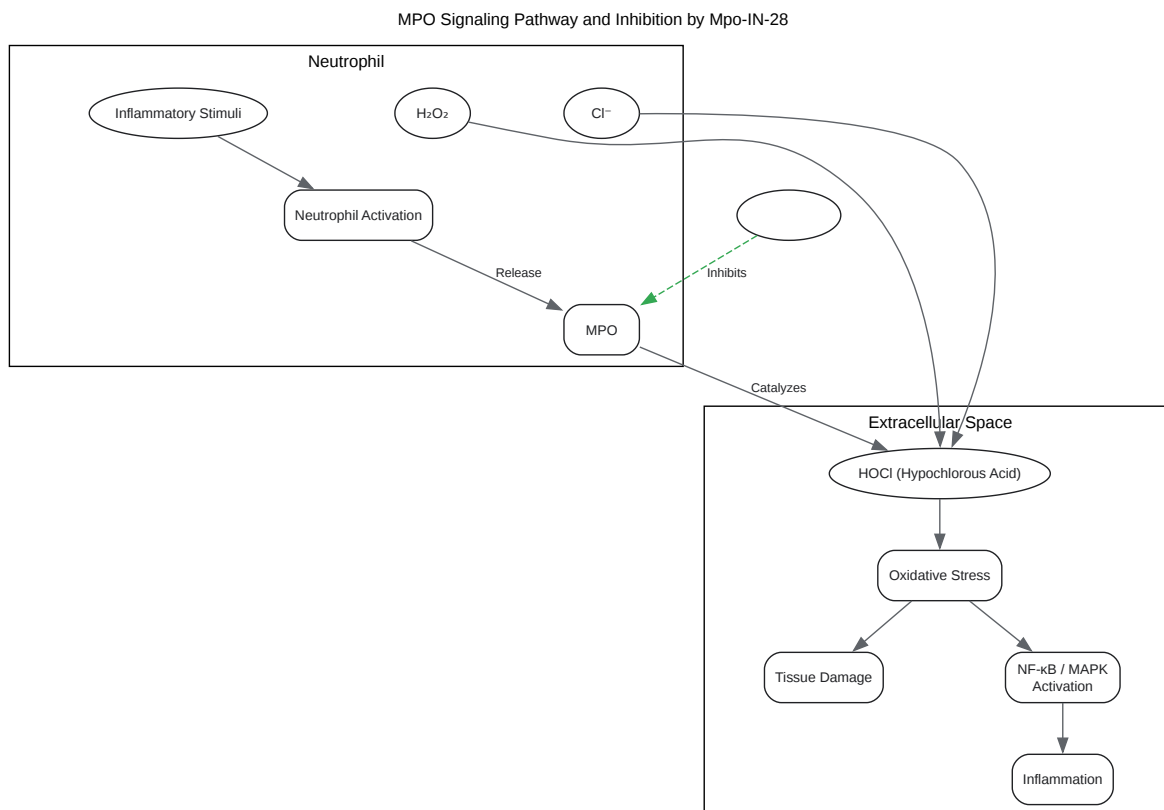 MPO Signaling Pathway and Inhibition by Mpo-IN-28
Neutrophil
Inflammatory Stimuli
H₂O₂
Cl⁻
Neutrophil Activation
Release
Inhibits
MPO
Catalyzes
Extracellular Space
HOCl (Hypochlorous Acid)
Oxidative Stress
Tissue Damage
NF-κB / MAPK
Activation
Inflammation